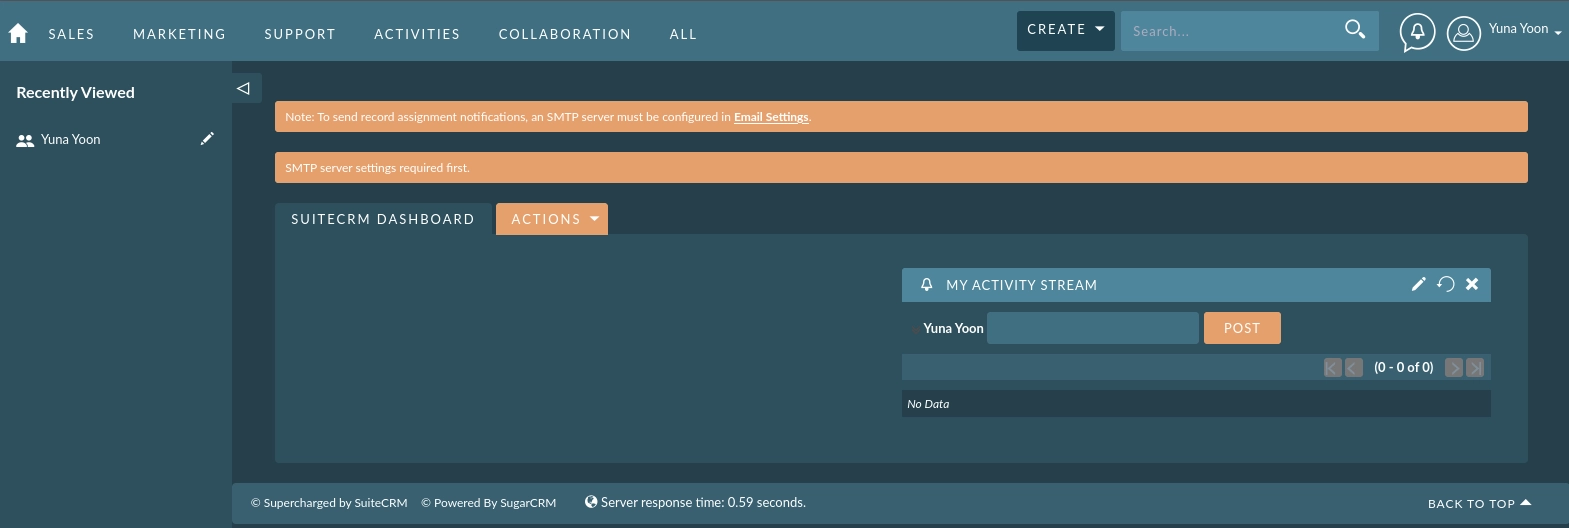 SALES MARKETING SUPPORT ACTIVITIES COLLABORATION ALL CREATE Search... Yuna Yoon
Recently Viewed
Yuna Yoon
Note: To send record assignment notifications, an SMTP server must be configured in Email Settings.
SMTP server settings required first.
SUITECRM DASHBOARD ACTIONS
MY ACTIVITY STREAM
Yuna Yoon POST
(0 - 0 of 0)
No Data
© Supercharged by SuiteCRM © Powered By SugarCRM Server response time: 0.59 seconds. BACK TO TOP